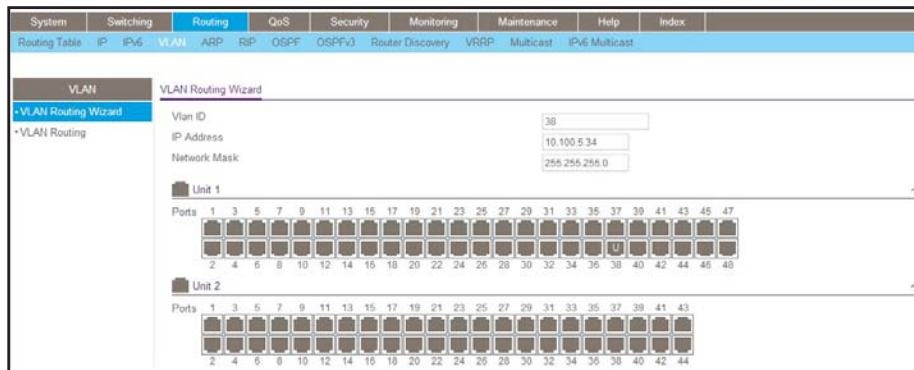 System Switching Routing QoS Security Monitoring Maintenance Help Index
Routing Table IP IPv6 VLAN ARP RIP OSPF OSPFv3 Router Discovery VRRP Multicast IPv6 Multicast
VLAN
VLAN Routing Wizard
VLAN Routing
VLAN Routing Wizard
Vlan ID 38
IP Address 10.100.5.34
Network Mask 255.255.255.0
Unit 1
Ports 1 3 5 7 9 11 13 15 17 19 21 23 25 27 29 31 33 35 37 39 41 43 45 47
U
2 4 6 8 10 12 14 16 18 20 22 24 26 28 30 32 34 36 38 40 42 44 46 48
Unit 2
Ports 1 3 5 7 9 11 13 15 17 19 21 23 25 27 29 31 33 35 37 39 41 43
2 4 6 8 10 12 14 16 18 20 22 24 26 28 30 32 34 36 38 40 42 44